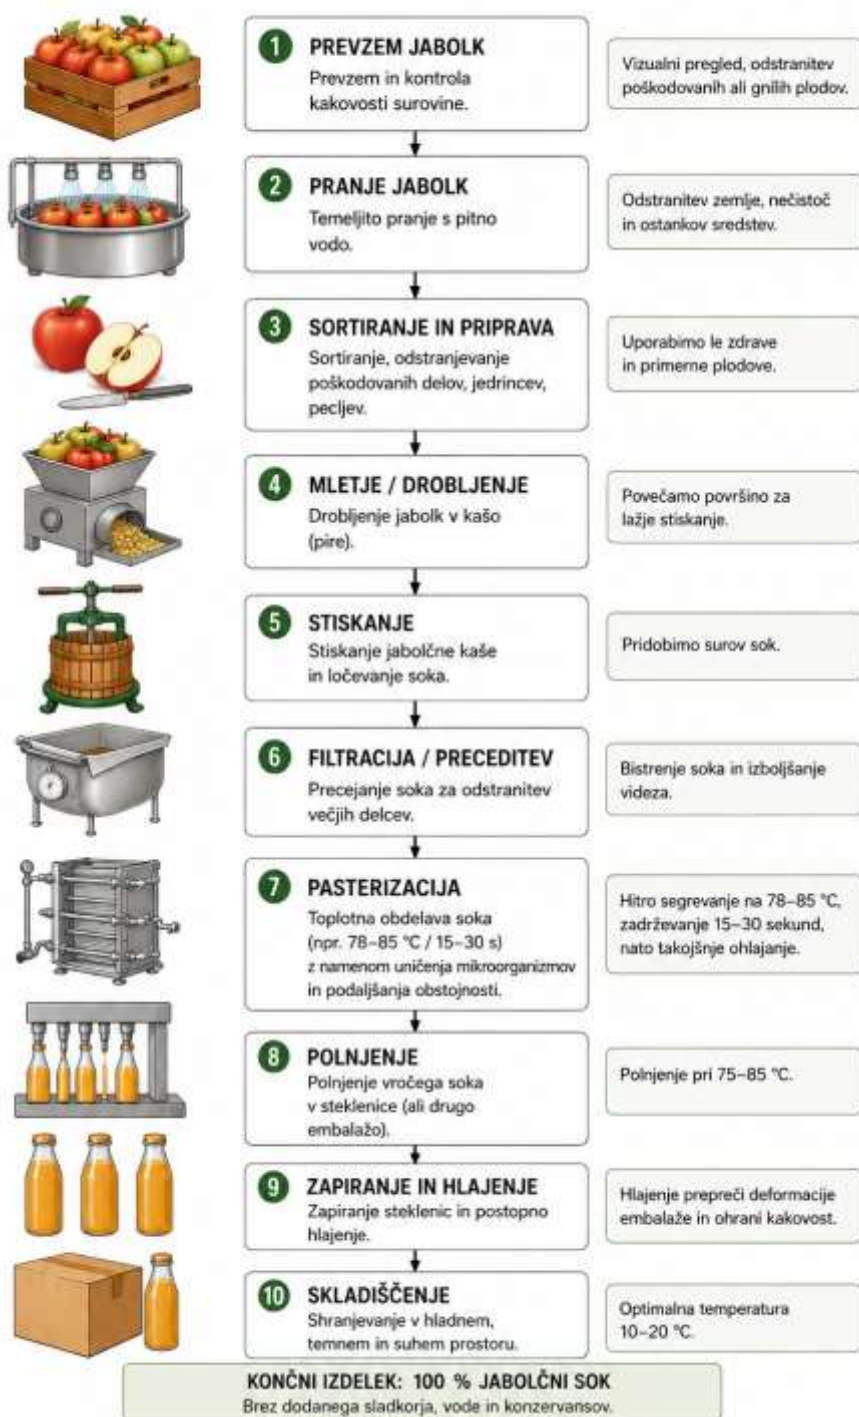 1 PREVZEM JABOLK
Prevzem in kontrola
kakovosti surovine.
Vizualni pregled, odstranitev
poškodovanih ali gnilih plodov.
2 PRANJE JABOLK
Temeljito pranje s pitno
vodo.
Odstranitev zemlje, nečistoč
in ostankov sredstev.
3 SORTIRANJE IN PRIPRAVA
Sortiranje, odstranjevanje
poškodovanih delov, jedrincev,
pecljev.
Uporabimo le zdrave
in primerne plodove.
4 MLETJE / DROBLJENJE
Drobljenje jabolk v kašo
(pire).
Povečamo površino za
lažje stiskanje.
5 STISKANJE
Stiskanje jabolčne kaše
in ločevanje soka.
Pridobimo surov sok.
6 FILTRACIJA / PRECEDITEV
Precejanje soka za odstranitev
večjih delcev.
Bistrenje soka in izboljšanje
videza.
7 PASTERIZACIJA
Toplotna obdelava soka
(npr. 78–85 °C / 15–30 s)
z namenom uničenja mikroorganizmov
in podaljšanja obstojnosti.
Hitro segrevanje na 78–85 °C,
zadrževanje 15–30 sekund,
nato takojšnje ohlajanje.
8 POLNJENJE
Polnjenje vročega soka
v steklenice (ali drugo
embalažo).
Polnjenje pri 75–85 °C.
9 ZAPIRANJE IN HLAJENJE
Zapiranje steklenic in postopno
hlajenje.
Hlajenje prepreči deformacije
embalaže in ohrani kakovost.
10 SKLADIŠČENJE
Shranjevanje v hladnem,
temnem in suhem prostoru.
Optimalna temperatura
10–20 °C.
KONČNI IZDELEK: 100 % JABOLČNI SOK
Brez dodanega sladkorja, vode in konzervansov.